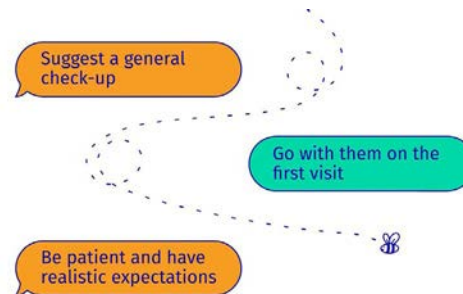 Suggest a general
check-up
Go with them on the
first visit
Be patient and have
realistic expectations